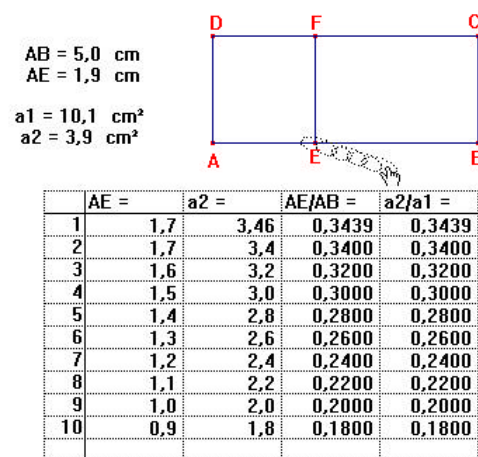 D F C
AB = 5,0 cm
AE = 1,9 cm
a1 = 10,1 cm²
a2 = 3,9 cm²
A E B
AE = a2 = AE/AB = a2/a1 =
1 1,7 3,46 0,3439 0,3439
2 1,7 3,4 0,3400 0,3400
3 1,6 3,2 0,3200 0,3200
4 1,5 3,0 0,3000 0,3000
5 1,4 2,8 0,2800 0,2800
6 1,3 2,6 0,2600 0,2600
7 1,2 2,4 0,2400 0,2400
8 1,1 2,2 0,2200 0,2200
9 1,0 2,0 0,2000 0,2000
10 0,9 1,8 0,1800 0,1800